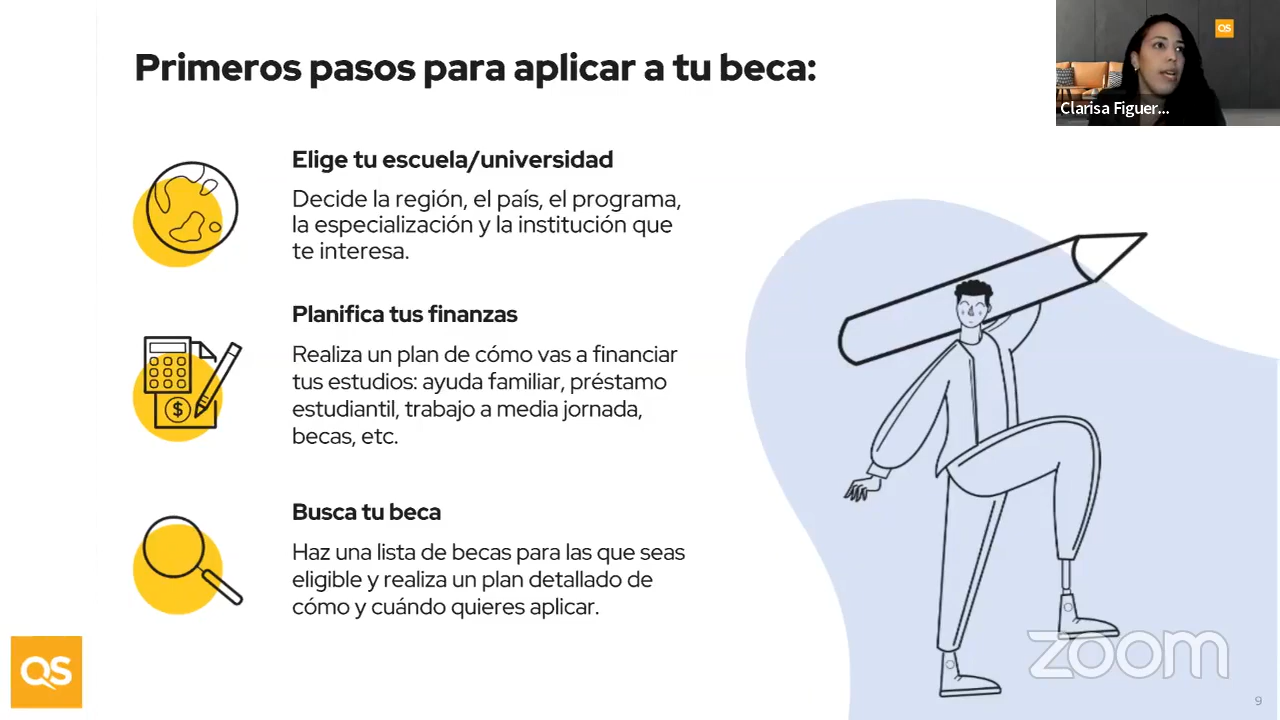 Primeros pasos para aplicar a tu beca:
QS
Clarisa Figuer...
Elige tu escuela/universidad
Decide la región, el país, el programa,
la especialización y la institución que
te interesa.
Planifica tus finanzas
Realiza un plan de cómo vas a financiar
tus estudios: ayuda familiar, préstamo
estudiantil, trabajo a media jornada,
becas, etc.
$
Busca tu beca
Haz una lista de becas para las que seas
eligible y realiza un plan detallado de
cómo y cuándo quieres aplicar.
QS
zoom
9